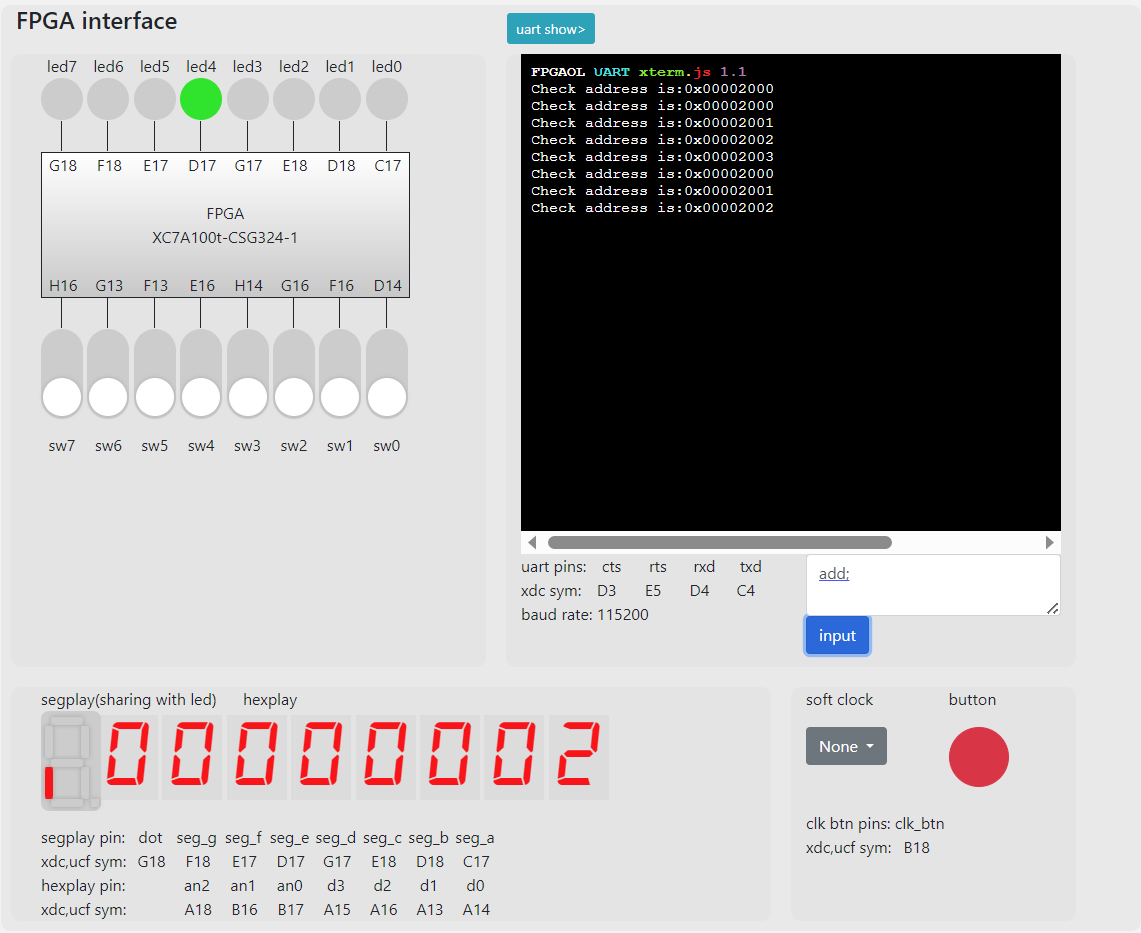 FPGA interface
uart show>
led7 led6 led5 led4 led3 led2 led1 led0
G18 F18 E17 D17 G17 E18 D18 C17
FPGA
XC7A100t-CSG324-1
H16 G13 F13 E16 H14 G16 F16 D14
sw7 sw6 sw5 sw4 sw3 sw2 sw1 sw0
FPGAOL UART xterm.js 1.1
Check address is:0x00002000
Check address is:0x00002000
Check address is:0x00002001
Check address is:0x00002002
Check address is:0x00002003
Check address is:0x00002000
Check address is:0x00002001
Check address is:0x00002002
uart pins: cts rts rxd txd
xdc sym: D3 E5 D4 C4
baud rate: 115200
add;
input
segplay(sharing with led) hexplay
00000002
segplay pin: dot seg_g seg_f seg_e seg_d seg_c seg_b seg_a
xdc,ucf sym: G18 F18 E17 D17 G17 E18 D18 C17
hexplay pin: an2 an1 an0 d3 d2 d1 d0
xdc,ucf sym: A18 B16 B17 A15 A16 A13 A14
soft clock button
None
clk btn pins: clk_btn
xdc,ucf sym: B18